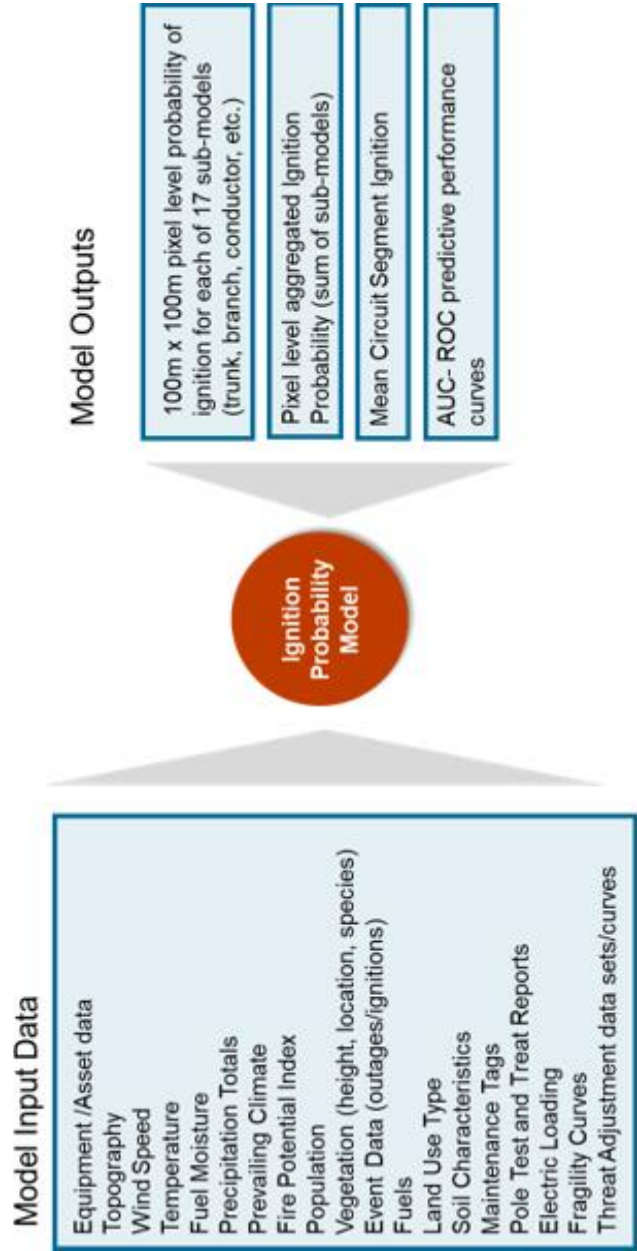 Model Input Data
Equipment /Asset data
Topography
Wind Speed
Temperature
Fuel Moisture
Precipitation Totals
Prevailing Climate
Fire Potential Index
Population
Vegetation (height, location, species)
Event Data (outages/ignitions)
Fuels
Land Use Type
Soil Characteristics
Maintenance Tags
Pole Test and Treat Reports
Electric Loading
Fragility Curves
Threat Adjustment data sets/curves
Ignition
Probability
Model
Model Outputs
100m x 100m pixel level probability of
ignition for each of 17 sub-models
(trunk, branch, conductor, etc.)
Pixel level aggregated Ignition
Probability (sum of sub-models)
Mean Circuit Segment Ignition
AUC- ROC predictive performance
curves